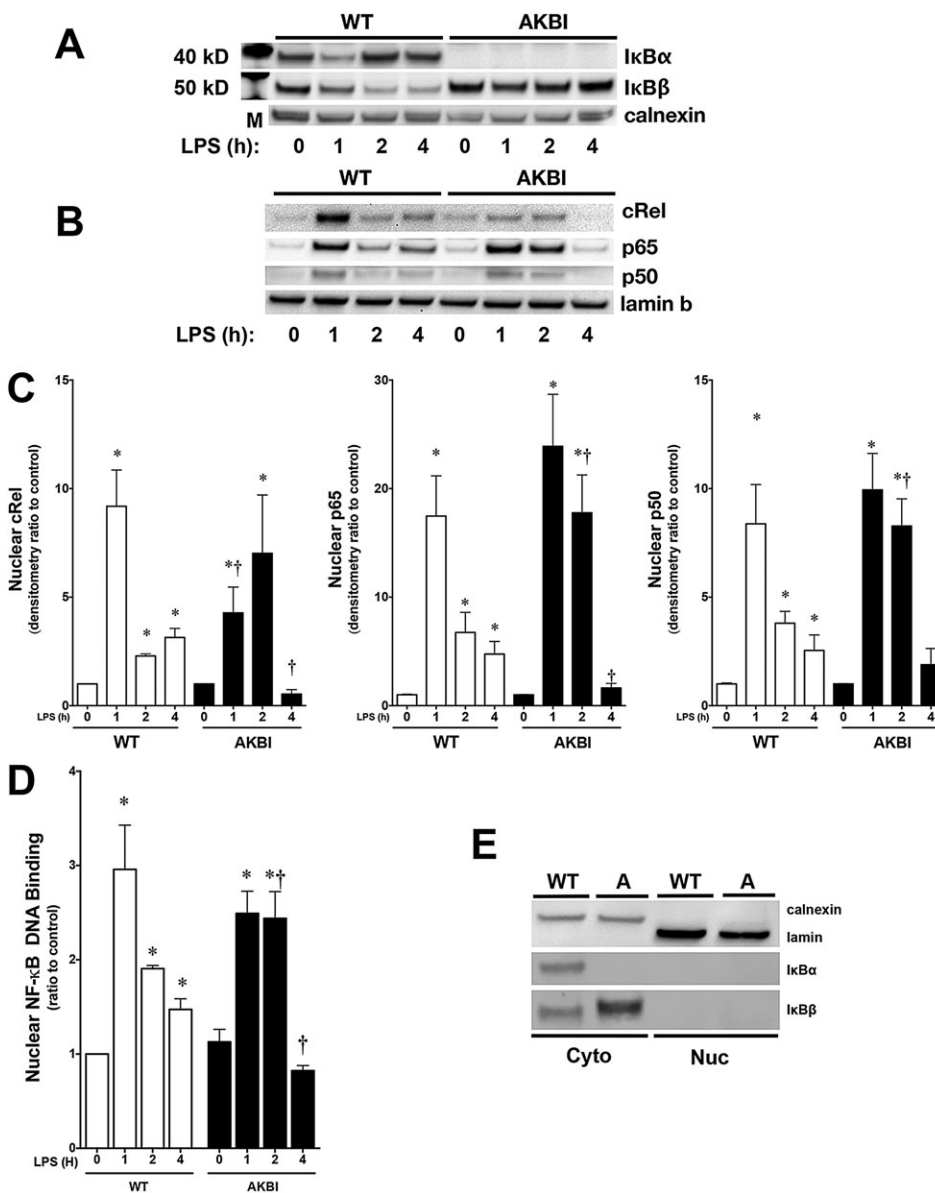 A
WT AKBI
40 kD IκBα
50 kD IκBβ
M calnexin
LPS (h): 0 1 2 4 0 1 2 4
B
WT AKBI
cRel
p65
p50
lamin b
LPS (h): 0 1 2 4 0 1 2 4
C
Nuclear cRel
(densitometry ratio to control)
15
10
5
0
* * * *† * †
LPS (h) 0 1 2 4 0 1 2 4
WT AKBI
Nuclear p65
(densitometry ratio to control)
30
20
10
0
* * * * *† †
LPS (h) 0 1 2 4 0 1 2 4
WT AKBI
Nuclear p50
(densitometry ratio to control)
15
10
5
0
* * * * *†
LPS (h) 0 1 2 4 0 1 2 4
WT AKBI
D
Nuclear NF-κB DNA Binding
(ratio to control)
4
3
2
1
0
* * * * *† †
LPS (H) 0 1 2 4 0 1 2 4
WT AKBI
E
WT A WT A
calnexin
lamin
IκBα
IκBβ
Cyto Nuc